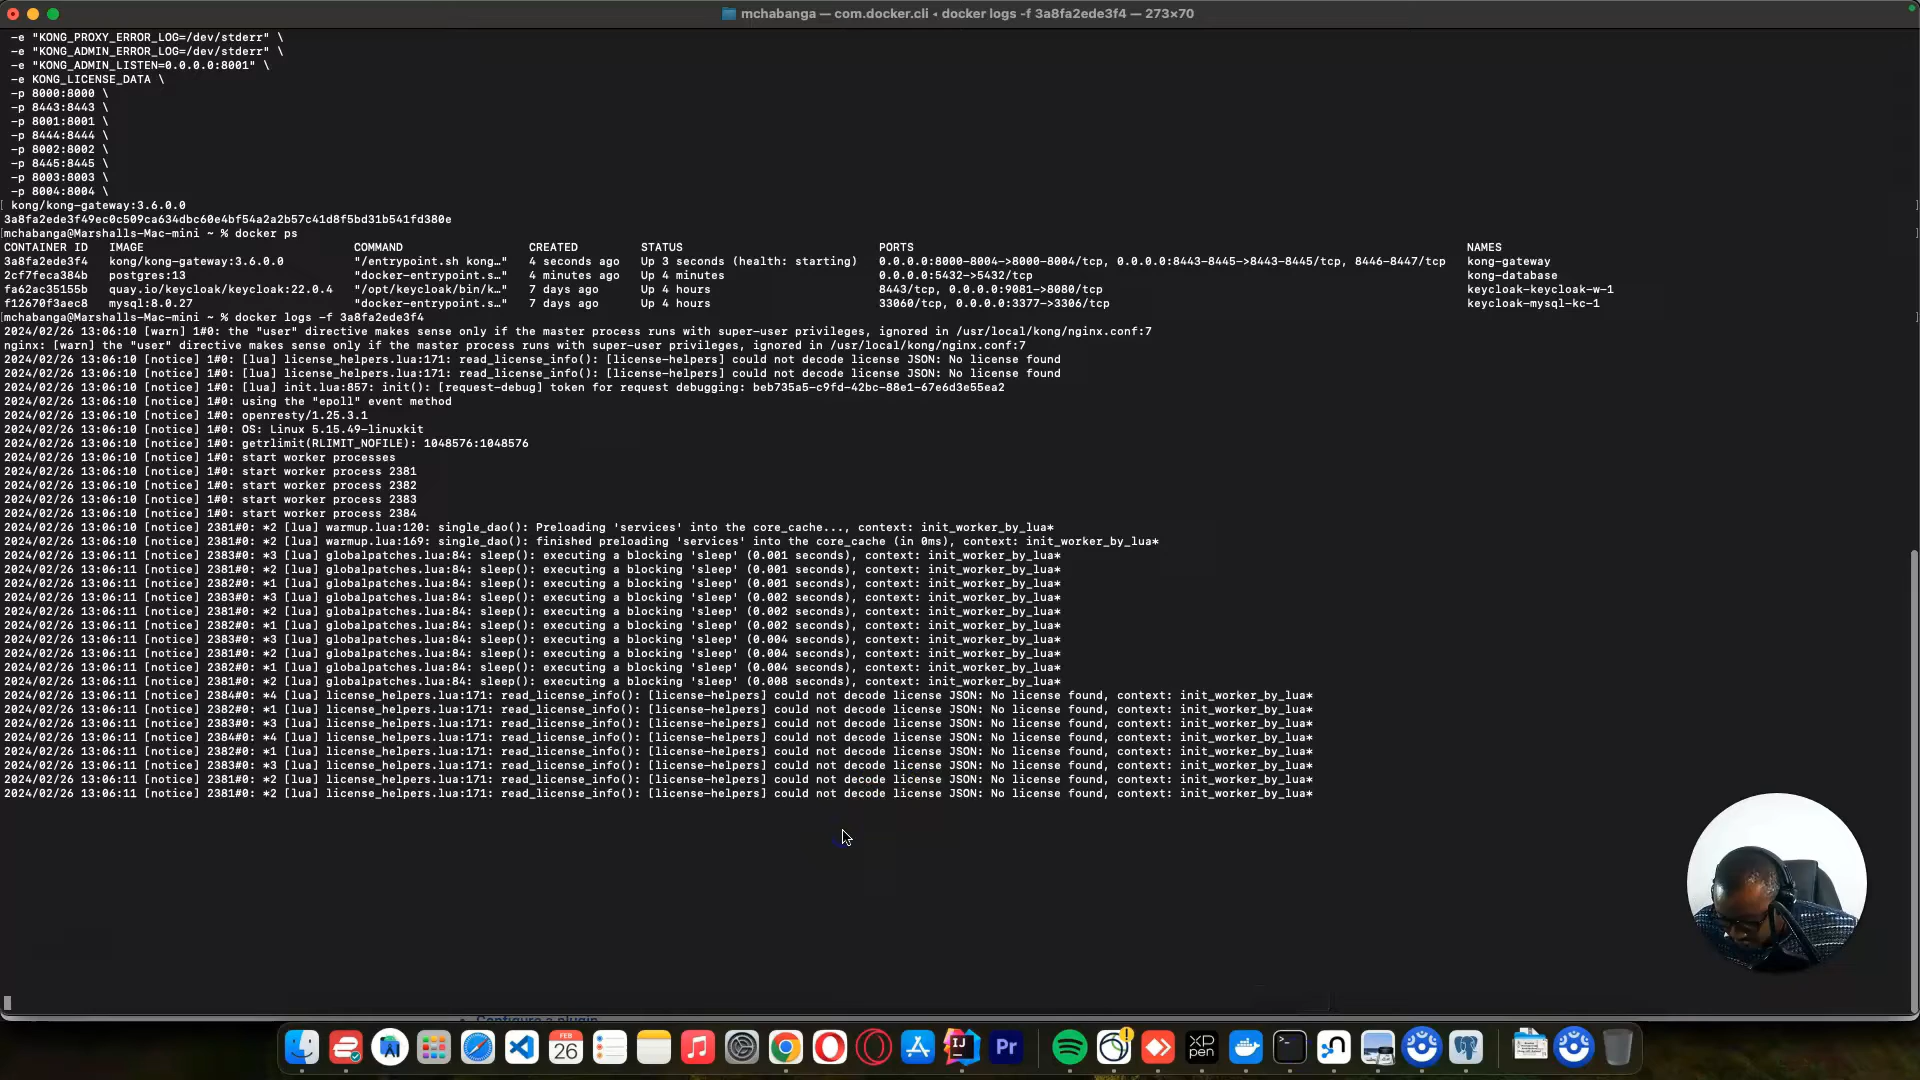 mchabanga — com.docker.cli ◂ docker logs -f 3a8fa2ede3f4 — 273×70
-e "KONG_PROXY_ERROR_LOG=/dev/stderr" \
-e "KONG_ADMIN_ERROR_LOG=/dev/stderr" \
-e "KONG_ADMIN_LISTEN=0.0.0.0:8001" \
-e KONG_LICENSE_DATA \
-p 8000:8000 \
-p 8443:8443 \
-p 8001:8001 \
-p 8444:8444 \
-p 8002:8002 \
-p 8445:8445 \
-p 8003:8003 \
-p 8004:8004 \
[ kong/kong-gateway:3.6.0.0 ]
3a8fa2ede3f49ec0c509ca634dbc60e4bf54a2a2b57c41d8f5bd31b541fd380e
[mchabanga@Marshalls-Mac-mini ~ % docker ps ]
CONTAINER ID IMAGE COMMAND CREATED STATUS PORTS NAMES
3a8fa2ede3f4 kong/kong-gateway:3.6.0.0 "/entrypoint.sh kong…" 4 seconds ago Up 3 seconds (health: starting) 0.0.0.0:8000-8004->8000-8004/tcp, 0.0.0.0:8443-8445->8443-8445/tcp, 8446-8447/tcp kong-gateway
2cf7feca384b postgres:13 "docker-entrypoint.s…" 4 minutes ago Up 4 minutes 0.0.0.0:5432->5432/tcp kong-database
fa62ac35155b quay.io/keycloak/keycloak:22.0.4 "/opt/keycloak/bin/k…" 7 days ago Up 4 hours 8443/tcp, 0.0.0.0:9081->8080/tcp keycloak-keycloak-w-1
f12670f3aec8 mysql:8.0.27 "docker-entrypoint.s…" 7 days ago Up 4 hours 33060/tcp, 0.0.0.0:3377->3306/tcp keycloak-mysql-kc-1
[mchabanga@Marshalls-Mac-mini ~ % docker logs -f 3a8fa2ede3f4 ]
2024/02/26 13:06:10 [warn] 1#0: the "user" directive makes sense only if the master process runs with super-user privileges, ignored in /usr/local/kong/nginx.conf:7
nginx: [warn] the "user" directive makes sense only if the master process runs with super-user privileges, ignored in /usr/local/kong/nginx.conf:7
2024/02/26 13:06:10 [notice] 1#0: [lua] license_helpers.lua:171: read_license_info(): [license-helpers] could not decode license JSON: No license found
2024/02/26 13:06:10 [notice] 1#0: [lua] license_helpers.lua:171: read_license_info(): [license-helpers] could not decode license JSON: No license found
2024/02/26 13:06:10 [notice] 1#0: [lua] init.lua:857: init(): [request-debug] token for request debugging: beb735a5-c9fd-42bc-88e1-67e6d3e55ea2
2024/02/26 13:06:10 [notice] 1#0: using the "epoll" event method
2024/02/26 13:06:10 [notice] 1#0: openresty/1.25.3.1
2024/02/26 13:06:10 [notice] 1#0: OS: Linux 5.15.49-linuxkit
2024/02/26 13:06:10 [notice] 1#0: getrlimit(RLIMIT_NOFILE): 1048576:1048576
2024/02/26 13:06:10 [notice] 1#0: start worker processes
2024/02/26 13:06:10 [notice] 1#0: start worker process 2381
2024/02/26 13:06:10 [notice] 1#0: start worker process 2382
2024/02/26 13:06:10 [notice] 1#0: start worker process 2383
2024/02/26 13:06:10 [notice] 1#0: start worker process 2384
2024/02/26 13:06:10 [notice] 2381#0: *2 [lua] warmup.lua:120: single_dao(): Preloading 'services' into the core_cache..., context: init_worker_by_lua*
2024/02/26 13:06:10 [notice] 2381#0: *2 [lua] warmup.lua:169: single_dao(): finished preloading 'services' into the core_cache (in 0ms), context: init_worker_by_lua*
2024/02/26 13:06:11 [notice] 2383#0: *3 [lua] globalpatches.lua:84: sleep(): executing a blocking 'sleep' (0.001 seconds), context: init_worker_by_lua*
2024/02/26 13:06:11 [notice] 2381#0: *2 [lua] globalpatches.lua:84: sleep(): executing a blocking 'sleep' (0.001 seconds), context: init_worker_by_lua*
2024/02/26 13:06:11 [notice] 2382#0: *1 [lua] globalpatches.lua:84: sleep(): executing a blocking 'sleep' (0.001 seconds), context: init_worker_by_lua*
2024/02/26 13:06:11 [notice] 2383#0: *3 [lua] globalpatches.lua:84: sleep(): executing a blocking 'sleep' (0.002 seconds), context: init_worker_by_lua*
2024/02/26 13:06:11 [notice] 2381#0: *2 [lua] globalpatches.lua:84: sleep(): executing a blocking 'sleep' (0.002 seconds), context: init_worker_by_lua*
2024/02/26 13:06:11 [notice] 2382#0: *1 [lua] globalpatches.lua:84: sleep(): executing a blocking 'sleep' (0.002 seconds), context: init_worker_by_lua*
2024/02/26 13:06:11 [notice] 2383#0: *3 [lua] globalpatches.lua:84: sleep(): executing a blocking 'sleep' (0.004 seconds), context: init_worker_by_lua*
2024/02/26 13:06:11 [notice] 2381#0: *2 [lua] globalpatches.lua:84: sleep(): executing a blocking 'sleep' (0.004 seconds), context: init_worker_by_lua*
2024/02/26 13:06:11 [notice] 2382#0: *1 [lua] globalpatches.lua:84: sleep(): executing a blocking 'sleep' (0.004 seconds), context: init_worker_by_lua*
2024/02/26 13:06:11 [notice] 2381#0: *2 [lua] globalpatches.lua:84: sleep(): executing a blocking 'sleep' (0.008 seconds), context: init_worker_by_lua*
2024/02/26 13:06:11 [notice] 2384#0: *4 [lua] license_helpers.lua:171: read_license_info(): [license-helpers] could not decode license JSON: No license found, context: init_worker_by_lua*
2024/02/26 13:06:11 [notice] 2382#0: *1 [lua] license_helpers.lua:171: read_license_info(): [license-helpers] could not decode license JSON: No license found, context: init_worker_by_lua*
2024/02/26 13:06:11 [notice] 2383#0: *3 [lua] license_helpers.lua:171: read_license_info(): [license-helpers] could not decode license JSON: No license found, context: init_worker_by_lua*
2024/02/26 13:06:11 [notice] 2384#0: *4 [lua] license_helpers.lua:171: read_license_info(): [license-helpers] could not decode license JSON: No license found, context: init_worker_by_lua*
2024/02/26 13:06:11 [notice] 2382#0: *1 [lua] license_helpers.lua:171: read_license_info(): [license-helpers] could not decode license JSON: No license found, context: init_worker_by_lua*
2024/02/26 13:06:11 [notice] 2383#0: *3 [lua] license_helpers.lua:171: read_license_info(): [license-helpers] could not decode license JSON: No license found, context: init_worker_by_lua*
2024/02/26 13:06:11 [notice] 2381#0: *2 [lua] license_helpers.lua:171: read_license_info(): [license-helpers] could not decode license JSON: No license found, context: init_worker_by_lua*
2024/02/26 13:06:11 [notice] 2381#0: *2 [lua] license_helpers.lua:171: read_license_info(): [license-helpers] could not decode license JSON: No license found, context: init_worker_by_lua*
Configure a plugin
FEB
26
IJ
Pr
XP
PEN